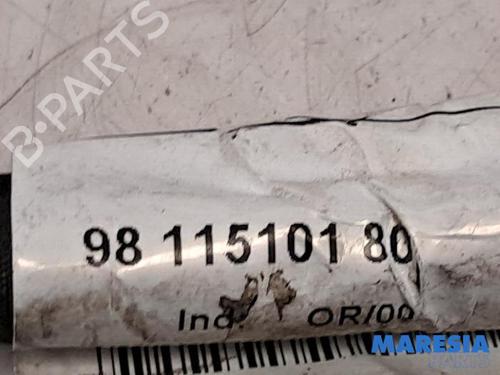 B-PARTS
98 115101 80
Ind. OR/00
MARESIA